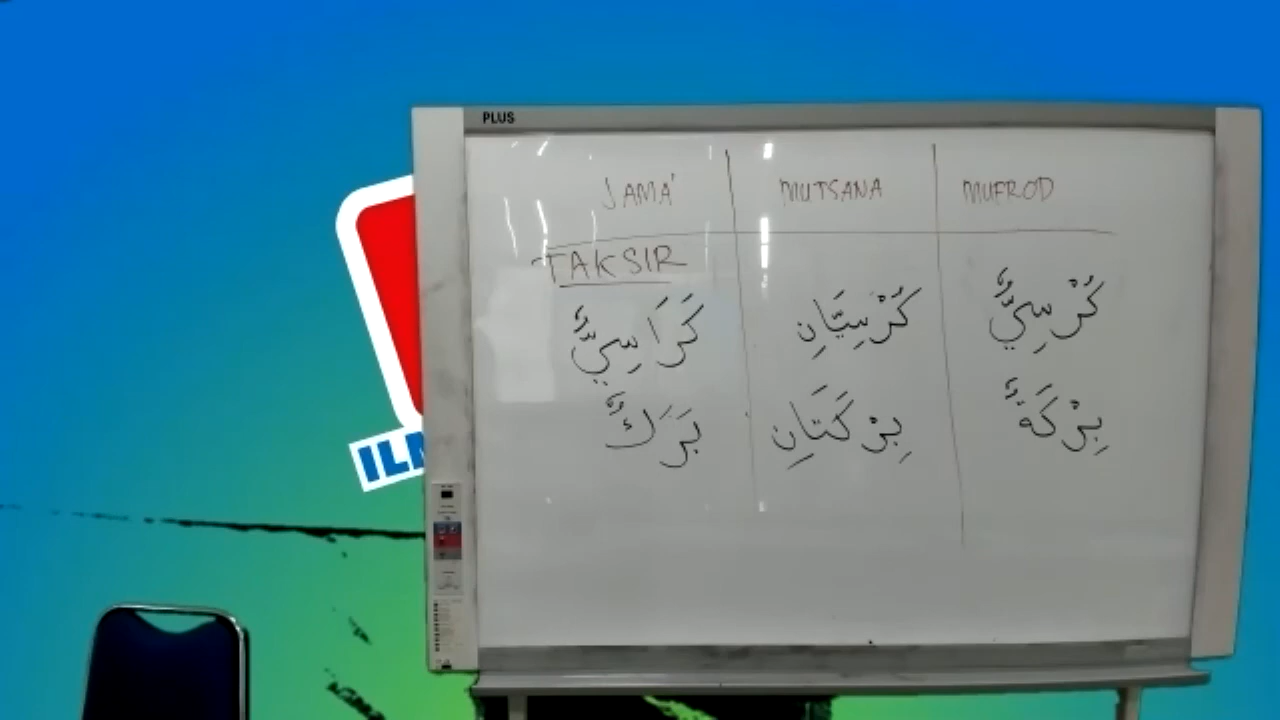 PLUS
JAMA' MUTSANA MUFROD
TAKSIR
كُرْسِيٌّ كُرْسِيَّانِ كَرَاسِيٌّ
بِرْكَةٌ بِرْكَتَانِ بَرَكٌ
ILM